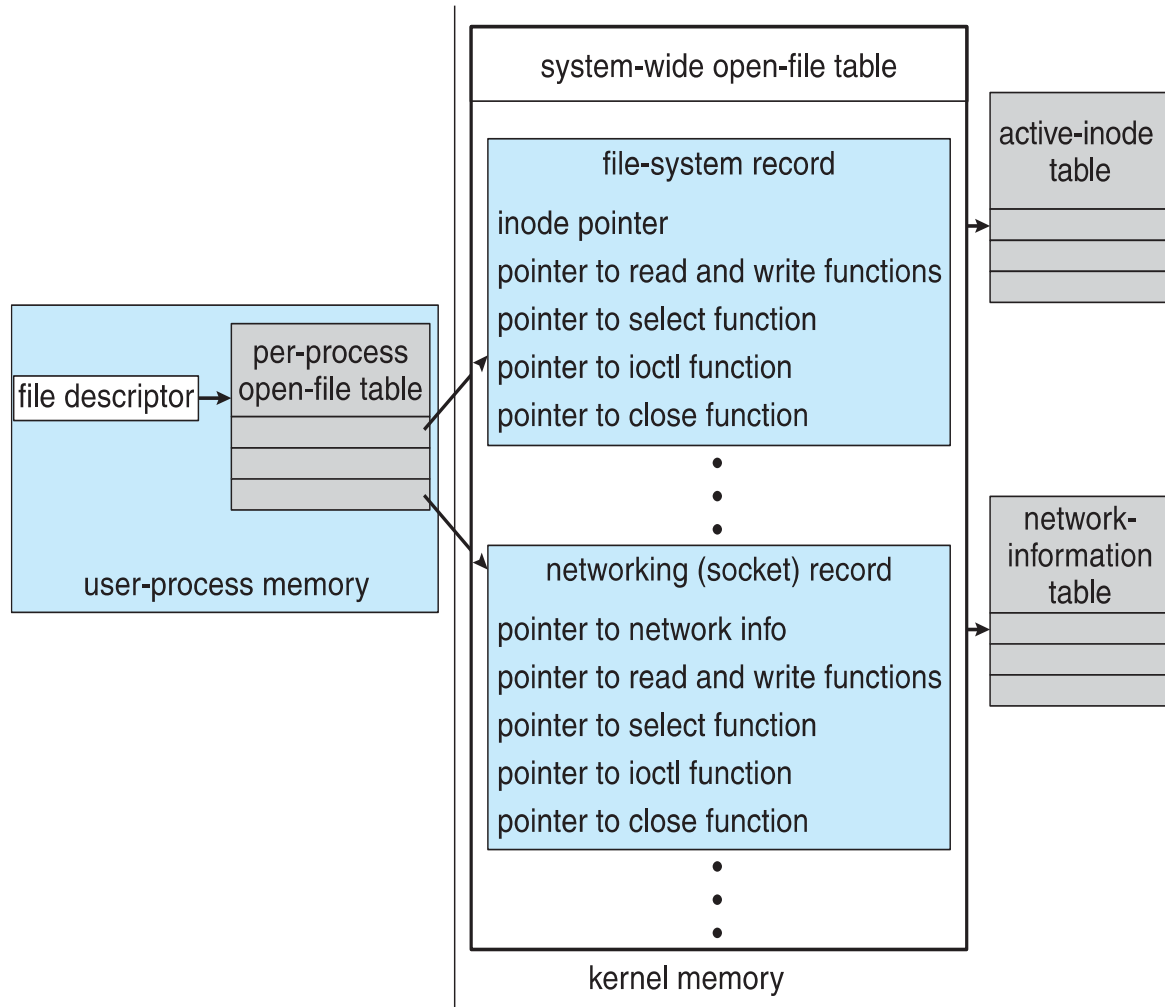 system-wide open-file table
file-system record
inode pointer
pointer to read and write functions
pointer to select function
pointer to ioctl function
pointer to close function
active-inode
table
file descriptor
per-process
open-file table
user-process memory
networking (socket) record
pointer to network info
pointer to read and write functions
pointer to select function
pointer to ioctl function
pointer to close function
network-
information
table
kernel memory